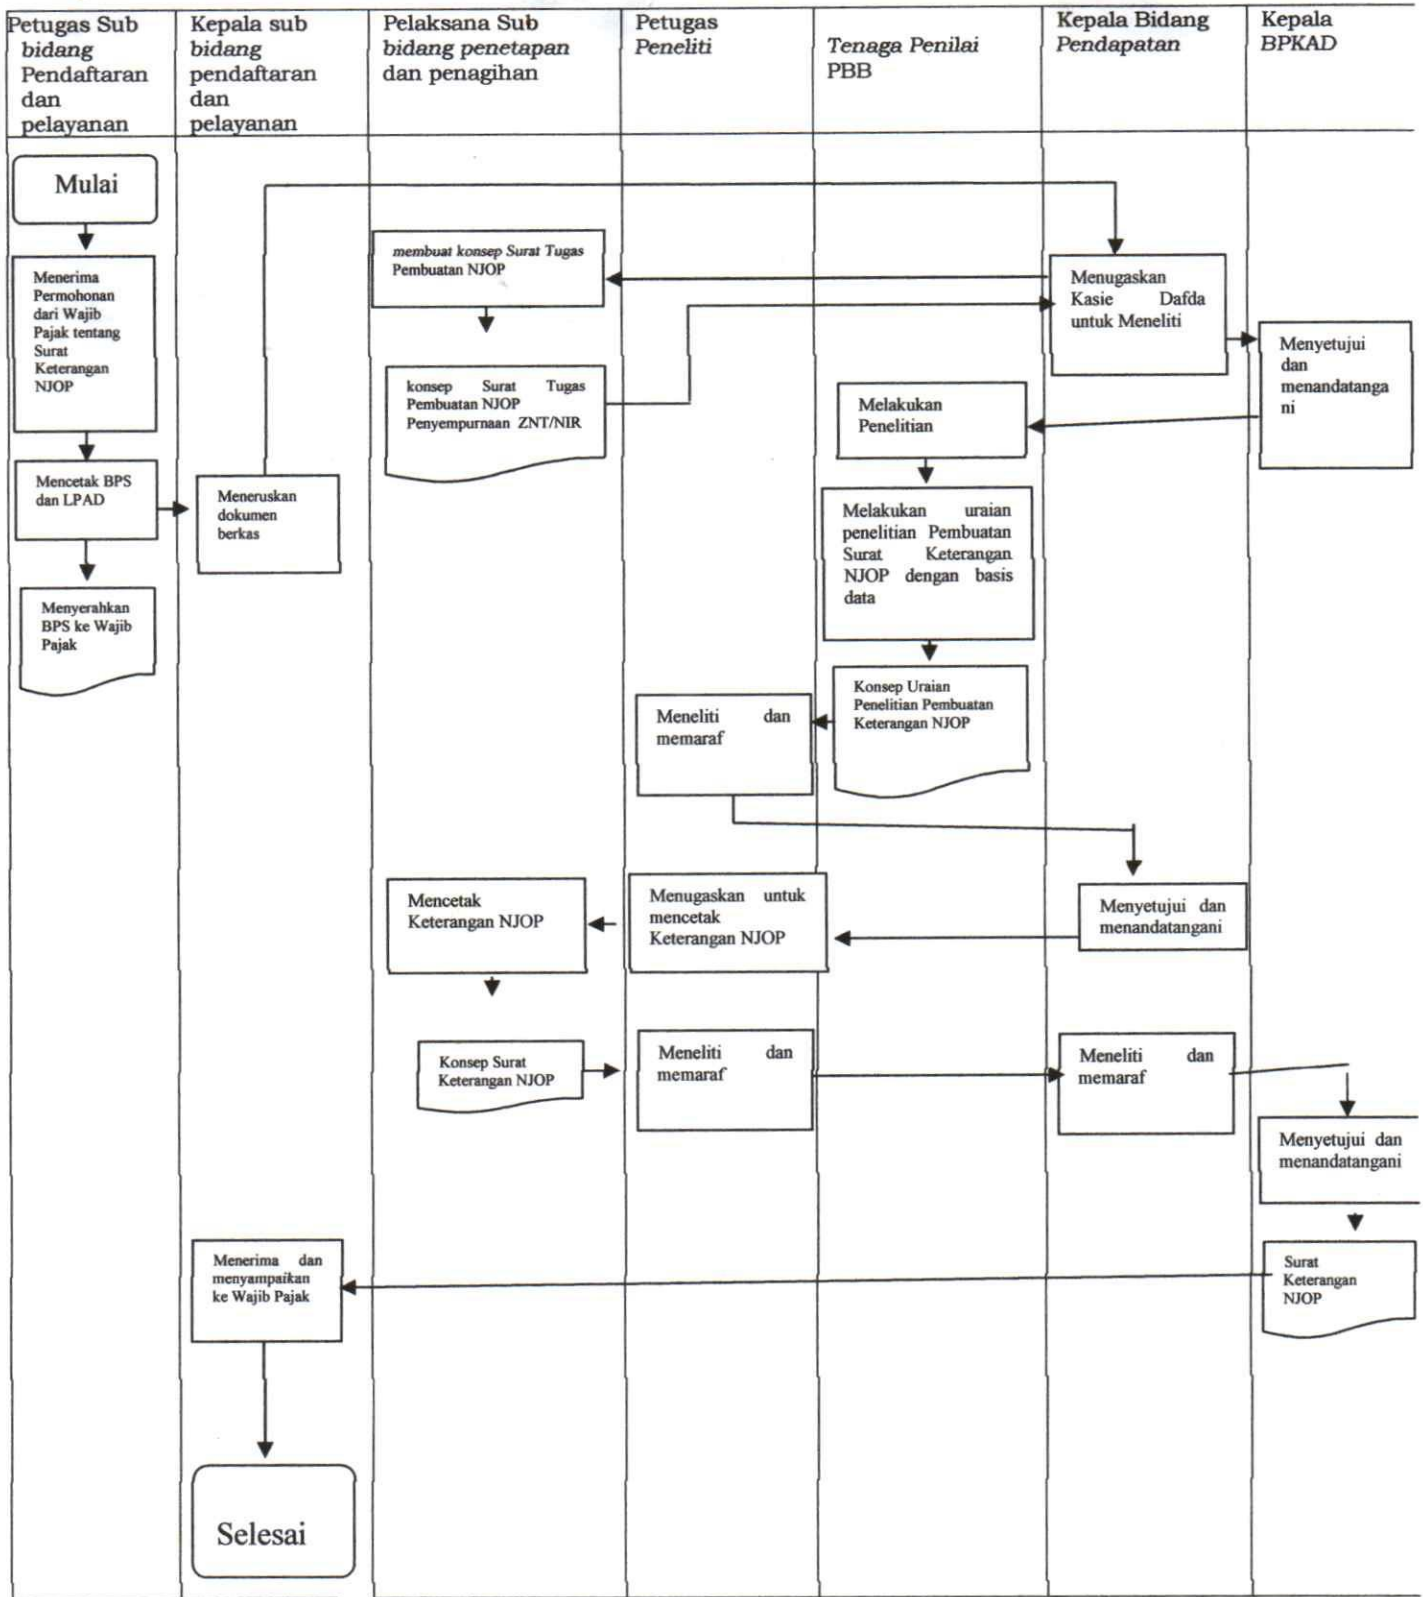 Petugas Sub
bidang
Pendaftaran
dan
pelayanan
Kepala sub
bidang
pendaftaran
dan
pelayanan
Pelaksana Sub
bidang penetapan
dan penagihan
Petugas
Peneliti
Tenaga Penilai
PBB
Kepala Bidang
Pendapatan
Kepala
BPKAD
Mulai
membuat konsep Surat Tugas
Pembuatan NJOP
Menerima
Permohonan
dari Wajib
Pajak tentang
Surat
Keterangan
NJOP
Menugaskan
Kasie Dafda
untuk Meneliti
Menyetujui
dan
menandatanga
ni
konsep Surat Tugas
Pembuatan NJOP
Penyempurnaan ZNT/NIR
Melakukan
Penelitian
Mencetak BPS
dan LPAD
Meneruskan
dokumen
berkas
Melakukan uraian
penelitian Pembuatan
Surat Keterangan
NJOP dengan basis
data
Menyerahkan
BPS ke Wajib
Pajak
Konsep Uraian
Penelitian Pembuatan
Keterangan NJOP
Meneliti dan
memaraf
Mencetak
Keterangan NJOP
Menugaskan untuk
mencetak
Keterangan NJOP
Menyetujui dan
menandatangani
Konsep Surat
Keterangan NJOP
Meneliti dan
memaraf
Meneliti dan
memaraf
Menyetujui dan
menandatangani
Menerima dan
menyampaikan
ke Wajib Pajak
Surat
Keterangan
NJOP
Selesai